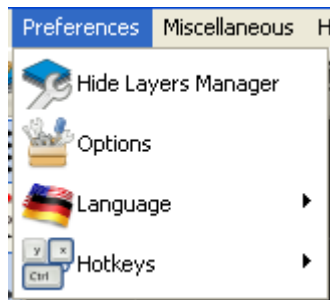 Preferences Miscellaneous H
Hide Layers Manager
Options
Language
y x
Ctrl
Hotkeys